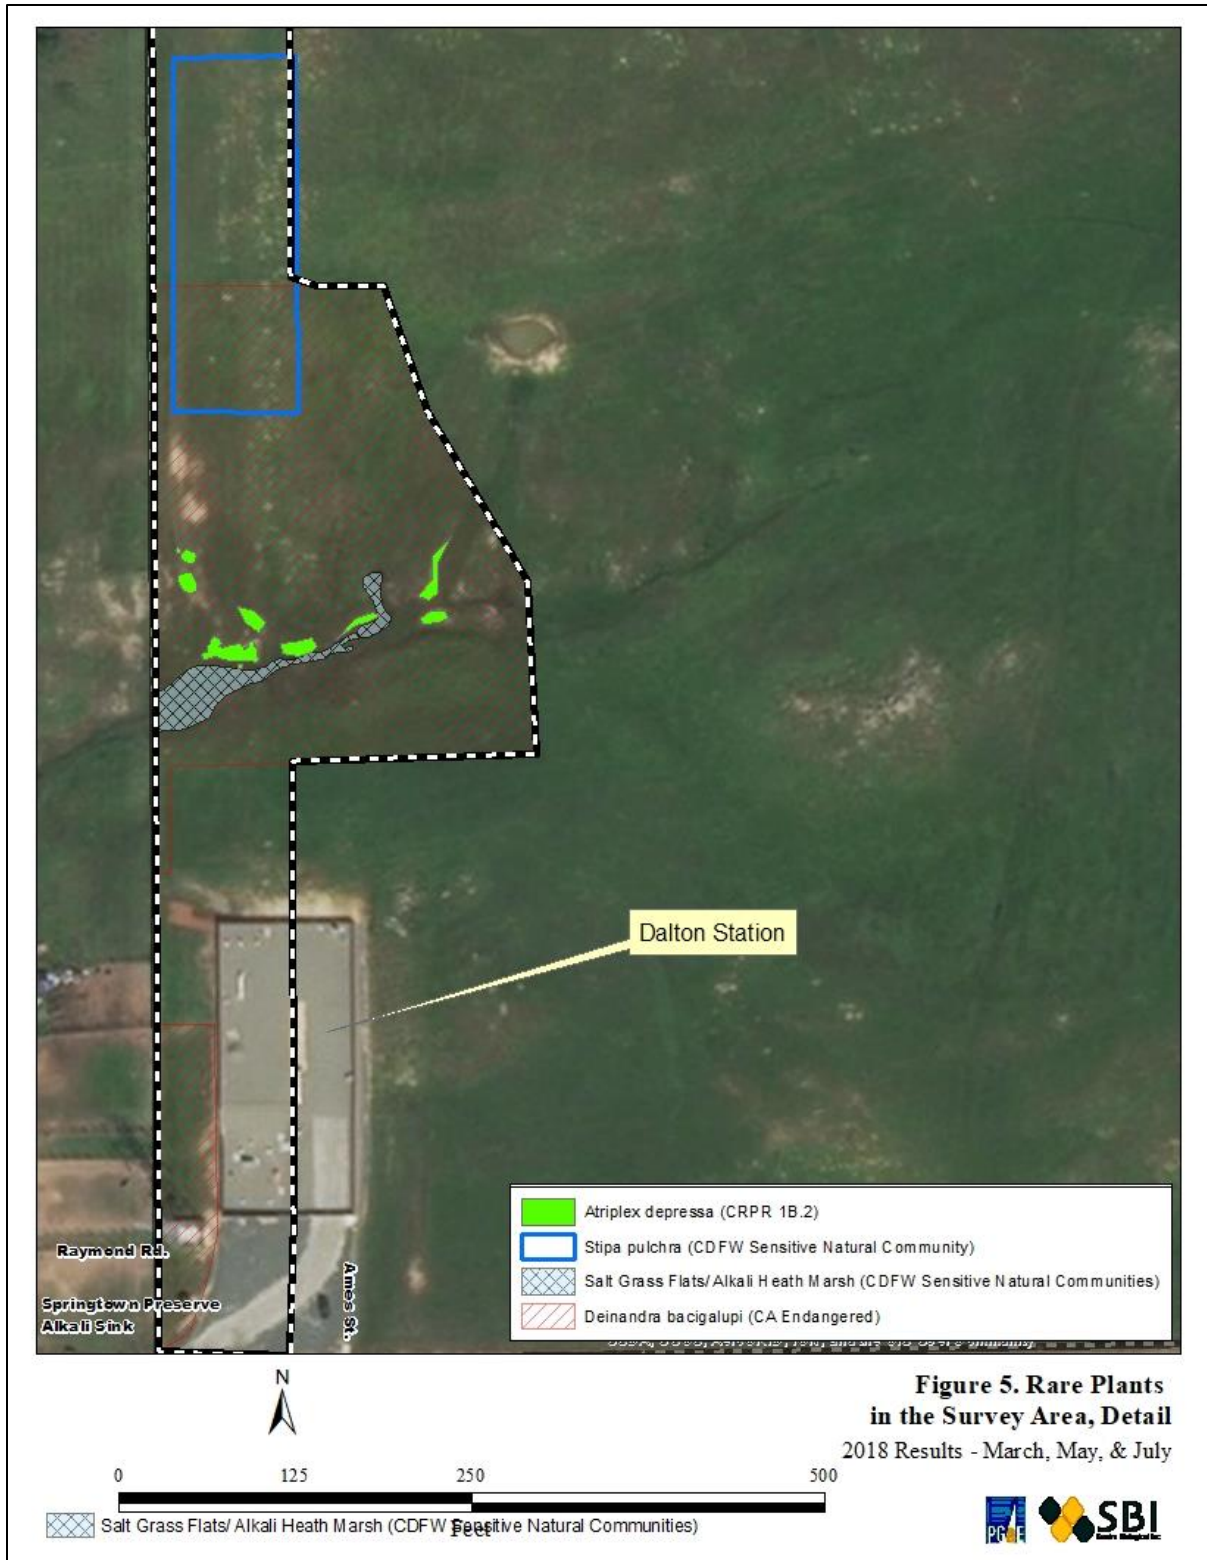 Dalton Station
Atriplex depressa (CRPR 1B.2)
Stipa pulchra (CDFW Sensitive Natural Community)
Salt Grass Flats/ Alkali Heath Marsh (CDFW Sensitive Natural Communities)
Deinandra bacigalupi (CA Endangered)
Raymond Rd.
Springtown Preserve
Alkali Sink
Ames St.
N
Figure 5. Rare Plants
in the Survey Area, Detail
2018 Results - March, May, & July
0 125 250 500
Feet
Salt Grass Flats/ Alkali Heath Marsh (CDFW Sensitive Natural Communities)
PG&E
SBI